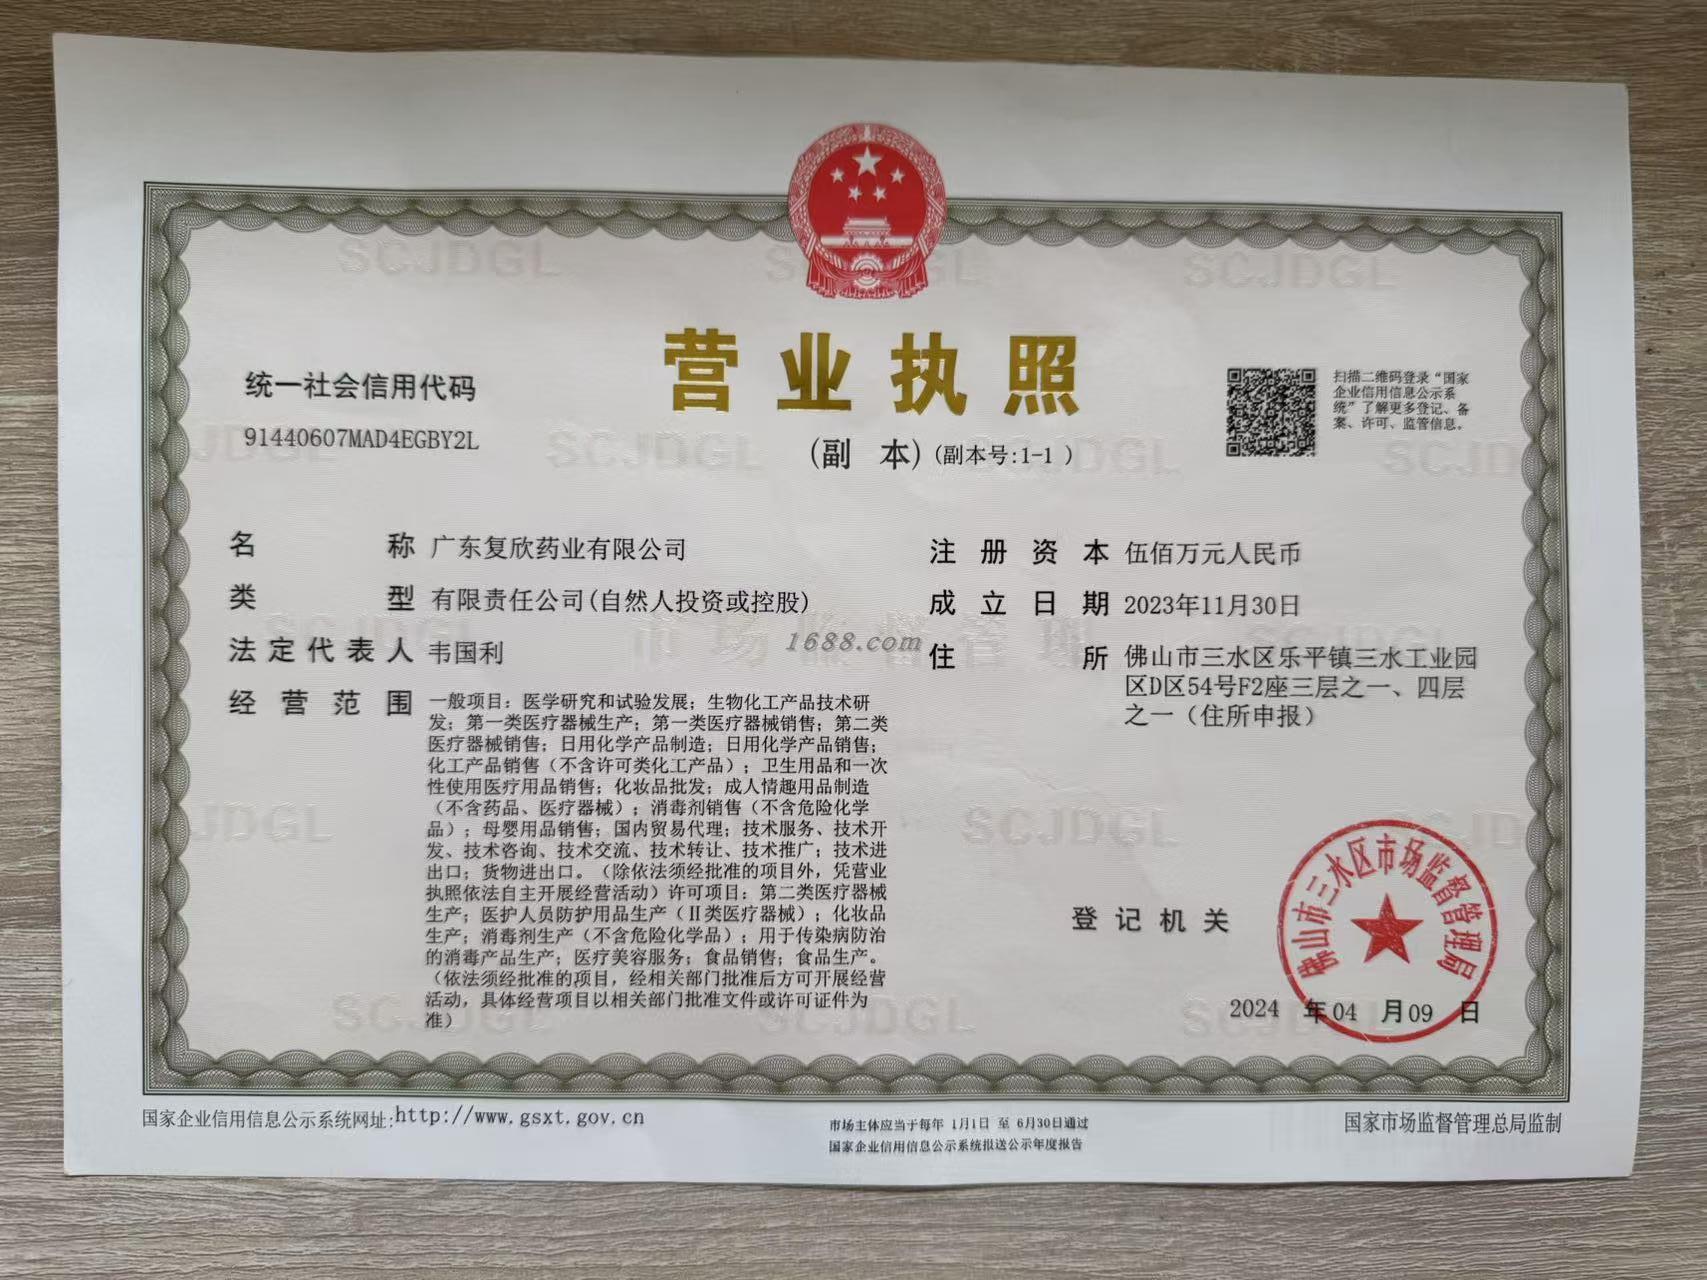 营业执照
(副 本)(副本号:1-1 )
统一社会信用代码
91440607MAD4EGBY2L
扫描二维码登录“国家
企业信用信息公示系
统”了解更多登记、备
案、许可、监管信息。
名 称 广东复欣药业有限公司
类 型 有限责任公司(自然人投资或控股)
法定代表人 韦国利
经营范围 一般项目：医学研究和试验发展；生物化工产品技术研
发；第一类医疗器械生产；第一类医疗器械销售；第二类
医疗器械销售；日用化学产品制造；日用化学产品销售；
化工产品销售（不含许可类化工产品）；卫生用品和一次
性使用医疗用品销售；化妆品批发；成人情趣用品制造
（不含药品、医疗器械）；消毒剂销售（不含危险化学
品）；母婴用品销售；国内贸易代理；技术服务、技术开
发、技术咨询、技术交流、技术转让、技术推广；技术进
出口；货物进出口。（除依法须经批准的项目外，凭营业
执照依法自主开展经营活动）许可项目：第二类医疗器械
生产；医护人员防护用品生产（Ⅱ类医疗器械）；化妆品
生产；消毒剂生产（不含危险化学品）；用于传染病防治
的消毒产品生产；医疗美容服务；食品销售；食品生产。
（依法须经批准的项目，经相关部门批准后方可开展经营
活动，具体经营项目以相关部门批准文件或许可证件为
准）
注册资本 伍佰万元人民币
成立日期 2023年11月30日
住 所 佛山市三水区乐平镇三水工业园
区D区54号F2座三层之一、四层
之一（住所申报）
1688.com
登记机关
佛山市三水区市场监督管理局
2024 年04 月09 日
国家企业信用信息公示系统网址:http://www.gsxt.gov.cn
市场主体应当于每年 1月1日 至 6月30日通过
国家企业信用信息公示系统报送公示年度报告
国家市场监督管理总局监制
SCJDGL
市场监督管理